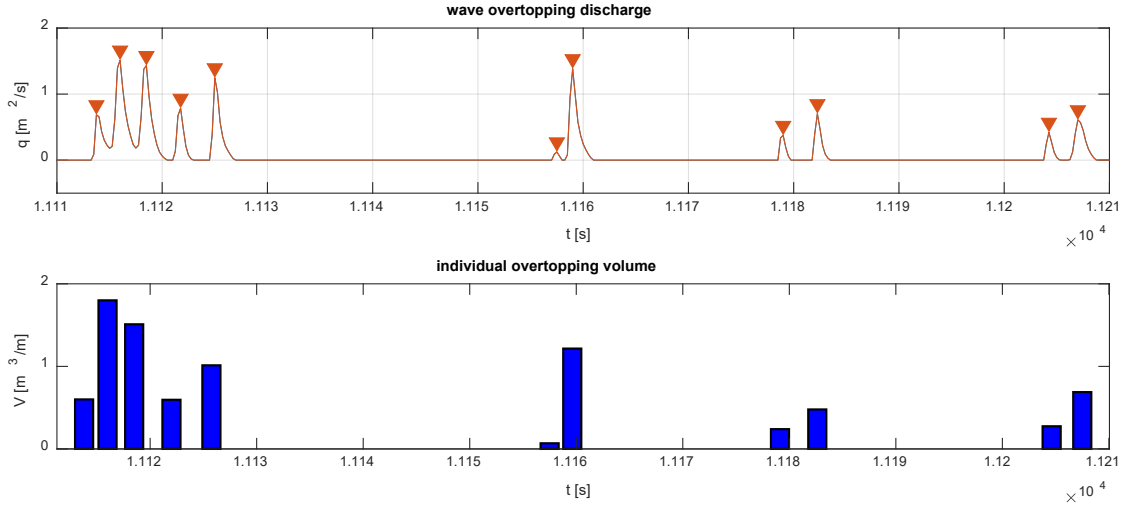 wave overtopping discharge
2
1
0
q [m 2 /s]
1.111 1.112 1.113 1.114 1.115 1.116 1.117 1.118 1.119 1.12 1.121
t [s]
×10 4
individual overtopping volume
2
1
0
V [m 3 /m]
1.112 1.113 1.114 1.115 1.116 1.117 1.118 1.119 1.12 1.121
t [s]
×10 4